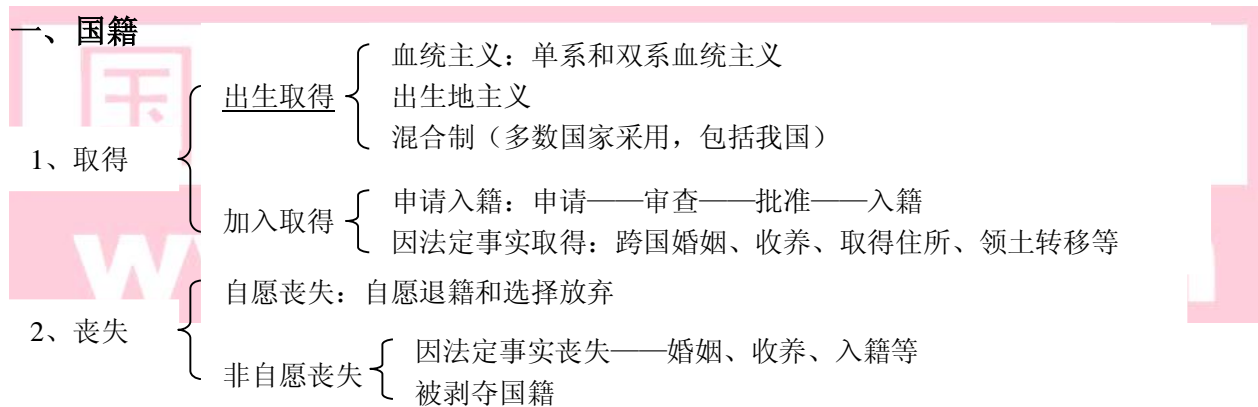 一、国籍
血统主义：单系和双系血统主义
出生取得
出生地主义
混合制（多数国家采用，包括我国）
1、取得
申请入籍：申请——审查——批准——入籍
加入取得
因法定事实取得：跨国婚姻、收养、取得住所、领土转移等
自愿丧失：自愿退籍和选择放弃
2、丧失
因法定事实丧失——婚姻、收养、入籍等
非自愿丧失
被剥夺国籍